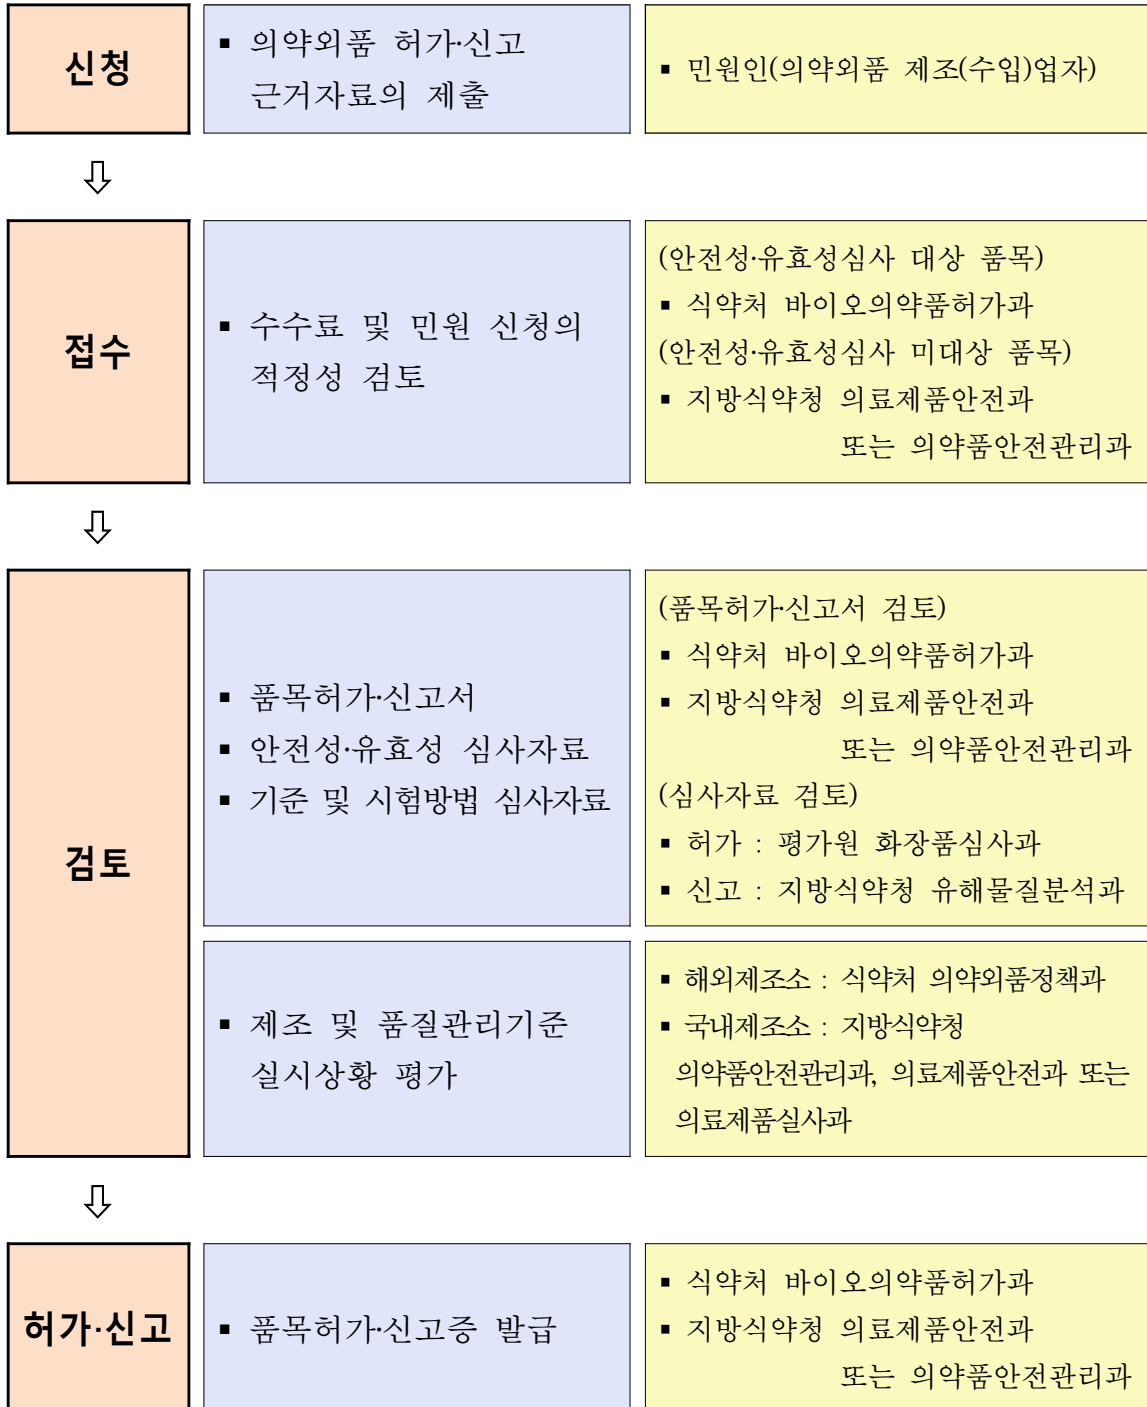 신청
▪ 의약외품 허가·신고
근거자료의 제출
▪ 민원인(의약외품 제조(수입)업자)
⇩
접수
▪ 수수료 및 민원 신청의
적정성 검토
(안전성·유효성심사 대상 품목)
▪ 식약처 바이오의약품허가과
(안전성·유효성심사 미대상 품목)
▪ 지방식약청 의료제품안전과
또는 의약품안전관리과
⇩
검토
▪ 품목허가·신고서
▪ 안전성·유효성 심사자료
▪ 기준 및 시험방법 심사자료
(품목허가·신고서 검토)
▪ 식약처 바이오의약품허가과
▪ 지방식약청 의료제품안전과
또는 의약품안전관리과
(심사자료 검토)
▪ 허가 : 평가원 화장품심사과
▪ 신고 : 지방식약청 유해물질분석과
▪ 제조 및 품질관리기준
실시상황 평가
▪ 해외제조소 : 식약처 의약외품정책과
▪ 국내제조소 : 지방식약청
의약품안전관리과, 의료제품안전과 또는
의료제품실사과
⇩
허가·신고
▪ 품목허가·신고증 발급
▪ 식약처 바이오의약품허가과
▪ 지방식약청 의료제품안전과
또는 의약품안전관리과